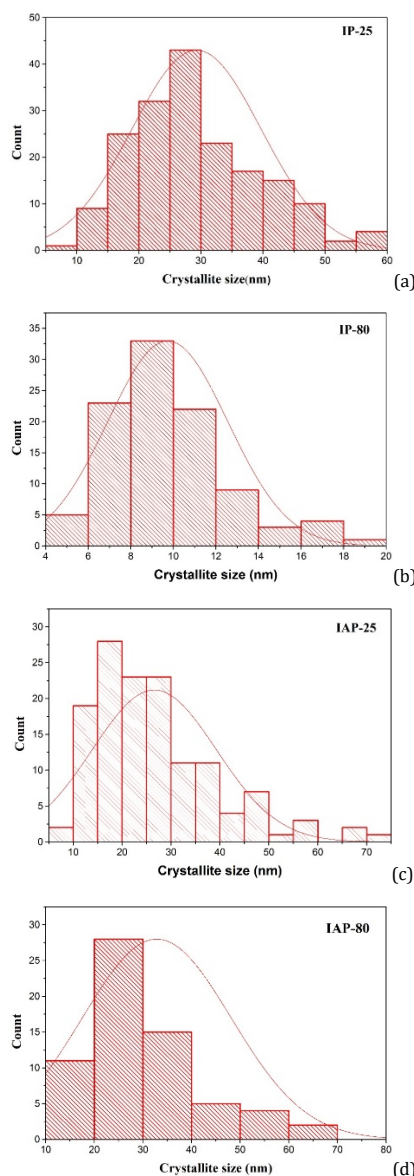 IP-25
50
40
30
20
10
0
Count
10 20 30 40 50 60
Crystallite size(nm)
(a)
IP-80
35
30
25
20
15
10
5
0
Count
4 6 8 10 12 14 16 18 20
Crystallite size (nm)
(b)
IAP-25
30
25
20
15
10
5
0
Count
10 20 30 40 50 60 70
Crystallite size (nm)
(c)
IAP-80
30
25
20
15
10
5
0
Count
10 20 30 40 50 60 70 80
Crystallite size (nm)
(d)